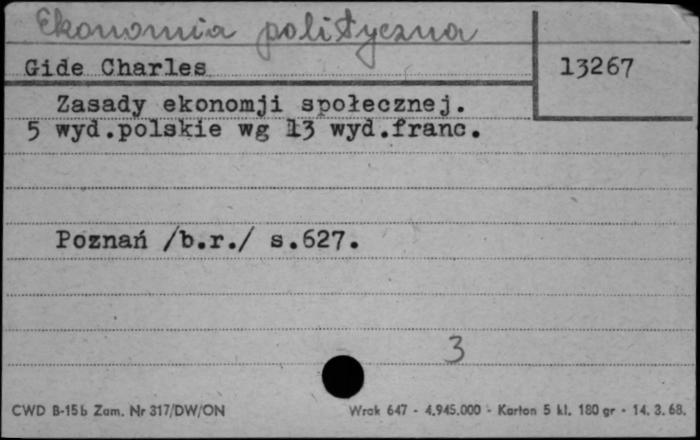 Ekonomia polityczna
Gide Charles
13267
Zasady ekonomji społecznej.
5 wyd.polskie wg 13 wyd.franc.
Poznań /b.r./ s.627.
3
CWD B-15b Zam. Nr 317/DW/ON
Wrak 647 - 4.945.000 - Karton 5 kl. 180 gr - 14. 3. 68.